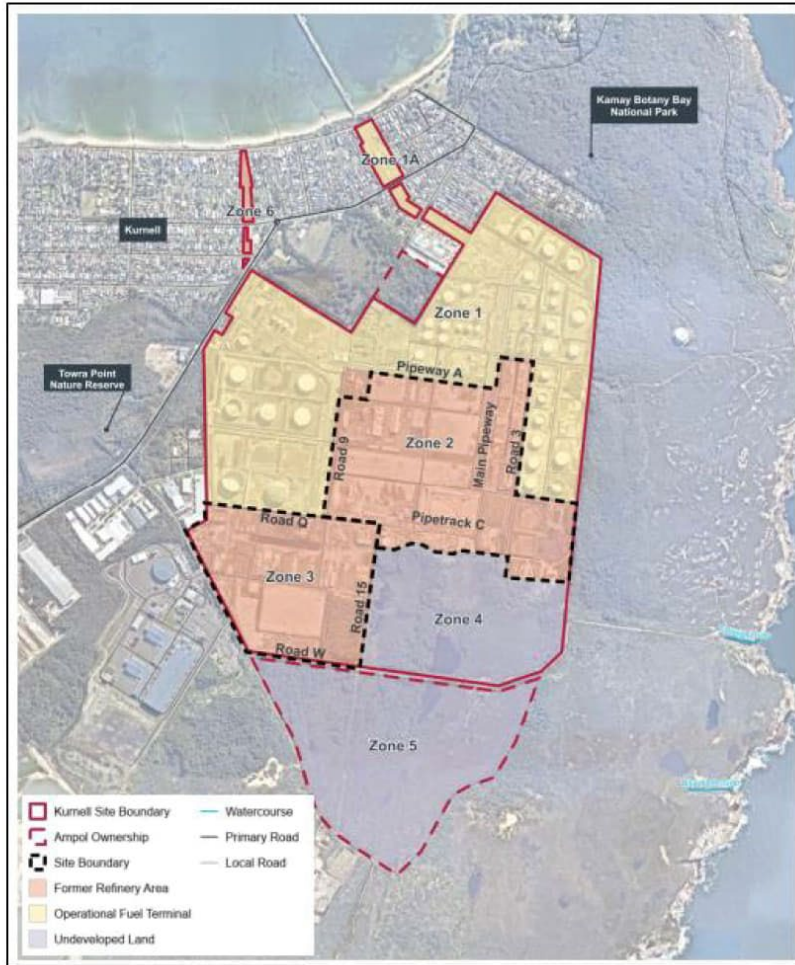 Kamay Botany Bay
National Park
Zone 1A
Zone 6
Kurnell
Zone 1
Towra Point
Nature Reserve
Pipeway A
Zone 2
Road 9
Main Pipeway
Road 3
Road Q
Pipetrack C
Zone 3
Road 15
Zone 4
Road W
Zone 5
Kurnell Site Boundary
Ampol Ownership
Site Boundary
Former Refinery Area
Operational Fuel Terminal
Undeveloped Land
Watercourse
Primary Road
Local Road